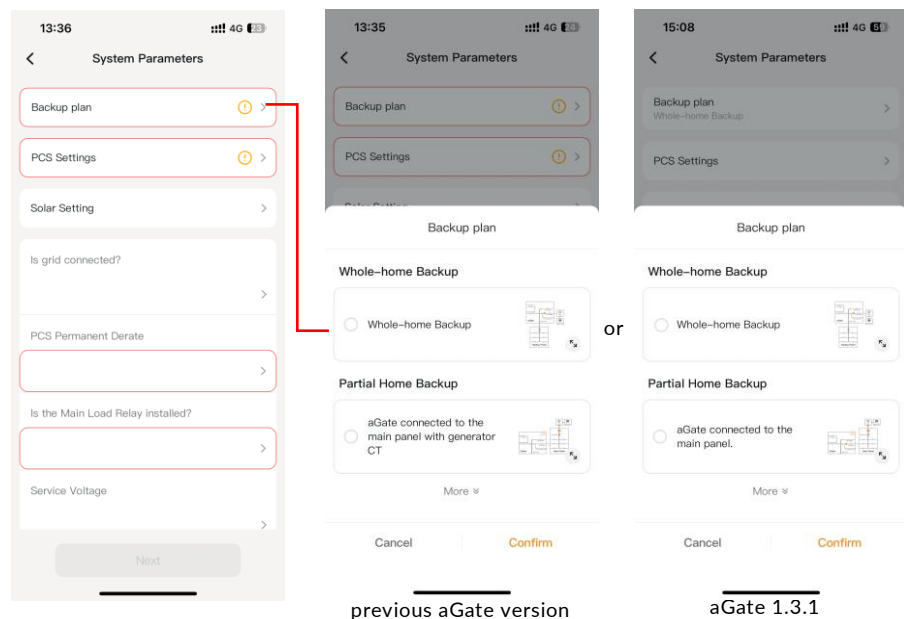 13:36
4G 23
System Parameters
Backup plan
PCS Settings
Solar Setting
Is grid connected?
PCS Permanent Derate
Is the Main Load Relay installed?
Service Voltage
Next
13:35
4G 24
System Parameters
Backup plan
PCS Settings
Backup plan
Whole-home Backup
Whole-home Backup
Partial Home Backup
aGate connected to the
main panel with generator
CT
More
Cancel
Confirm
previous aGate version
or
15:08
4G
System Parameters
Backup plan
Whole-home Backup
PCS Settings
Backup plan
Whole-home Backup
Whole-home Backup
Partial Home Backup
aGate connected to the
main panel.
More
Cancel
Confirm
aGate 1.3.1